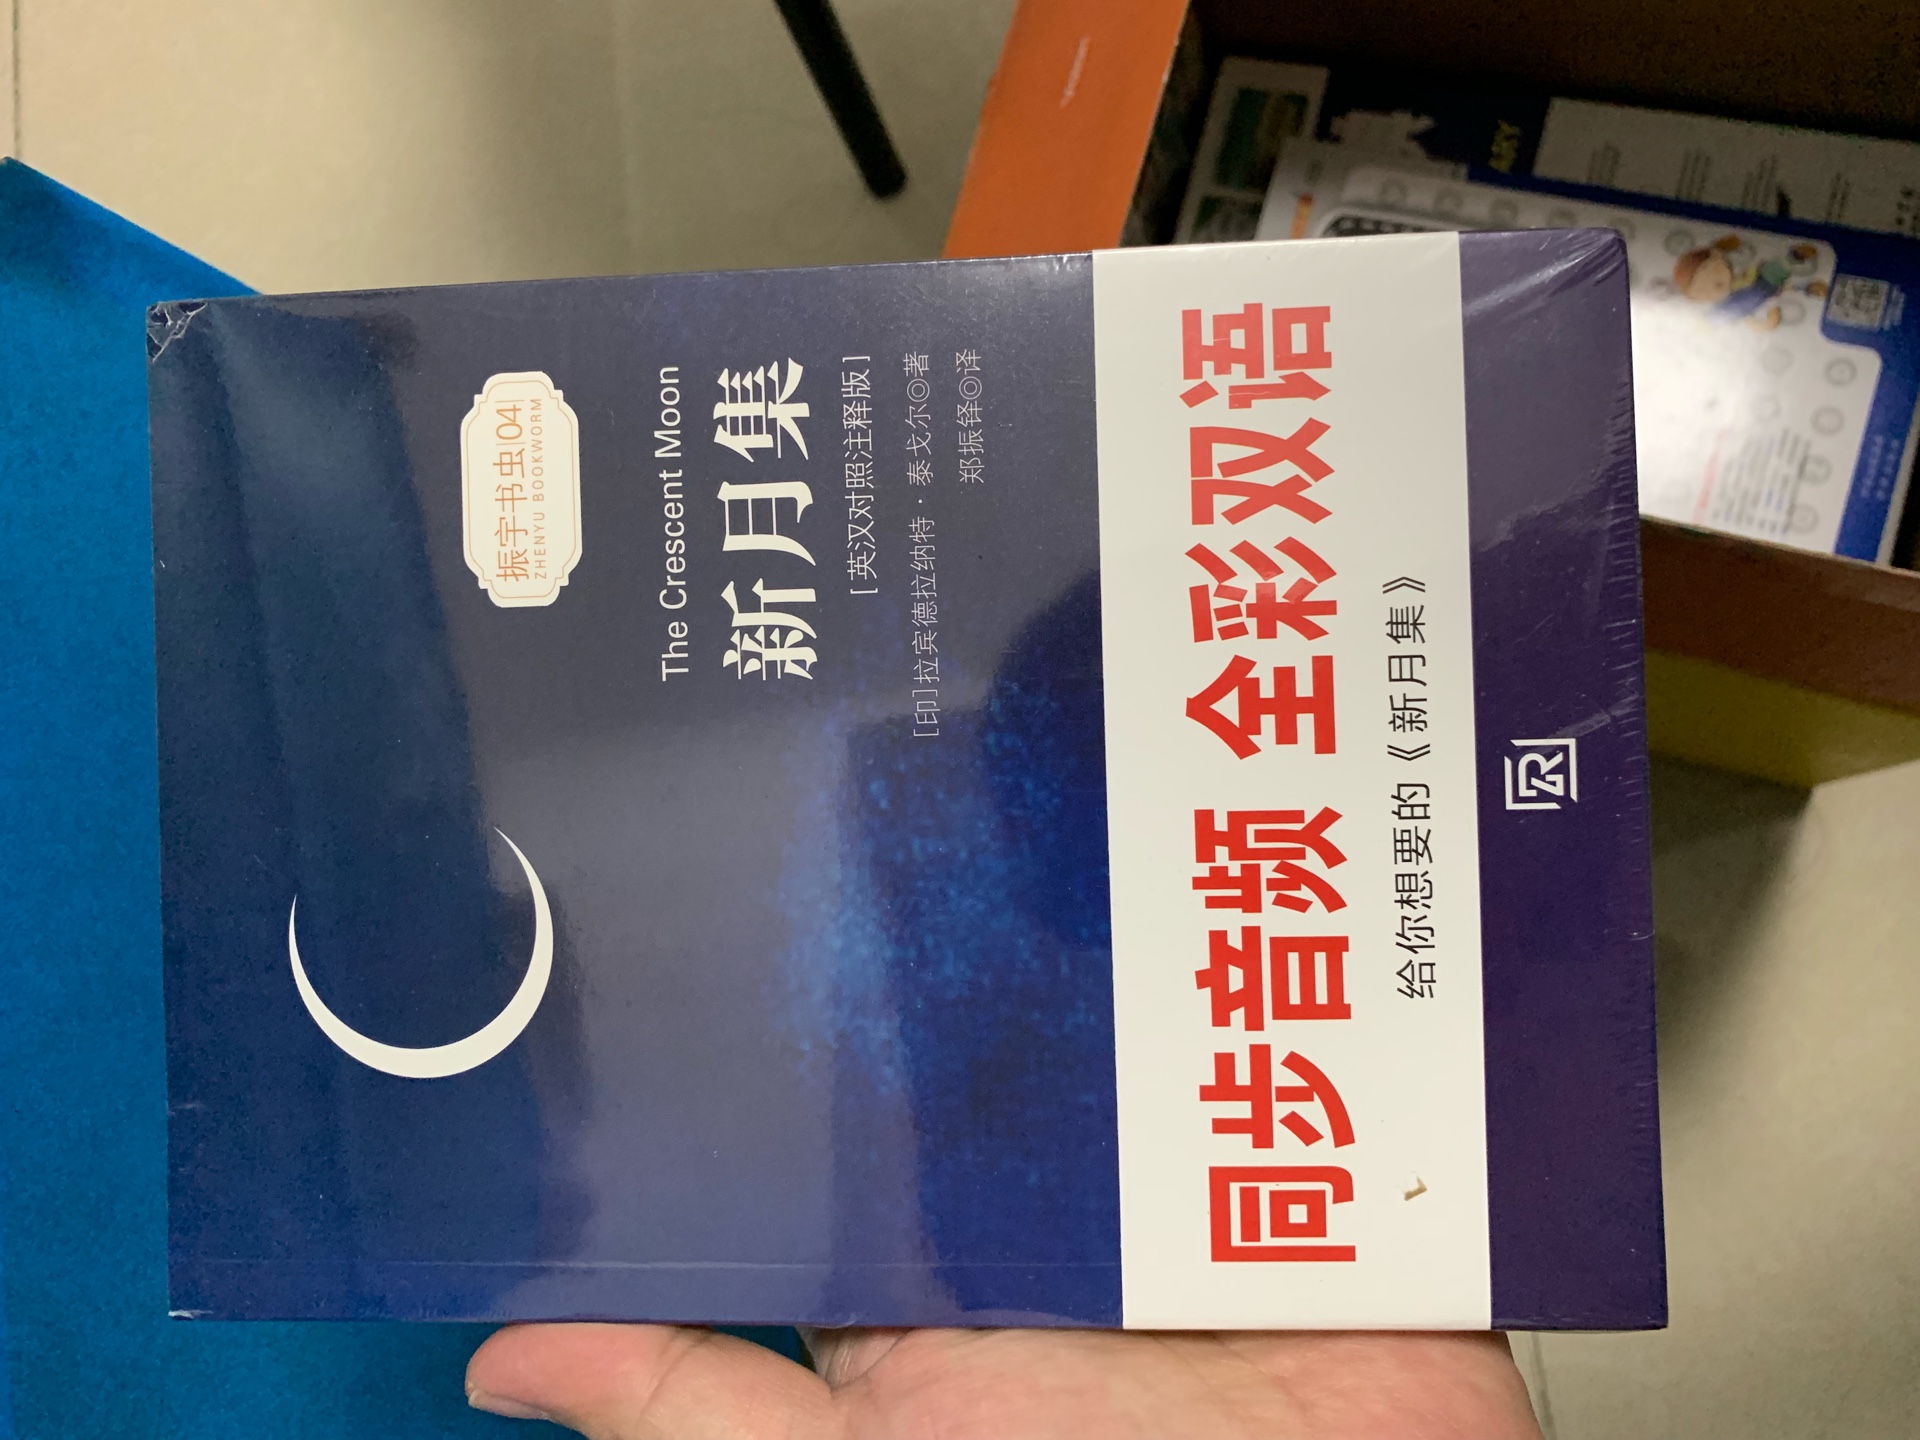 振宇书虫|04|
ZHENYU BOOKWORM
The Crescent Moon
新月集
[英汉对照注释版]
[印]拉宾德拉纳特·泰戈尔◎著
郑振铎◎译
同步音频 全彩双语
给你想要的《新月集》